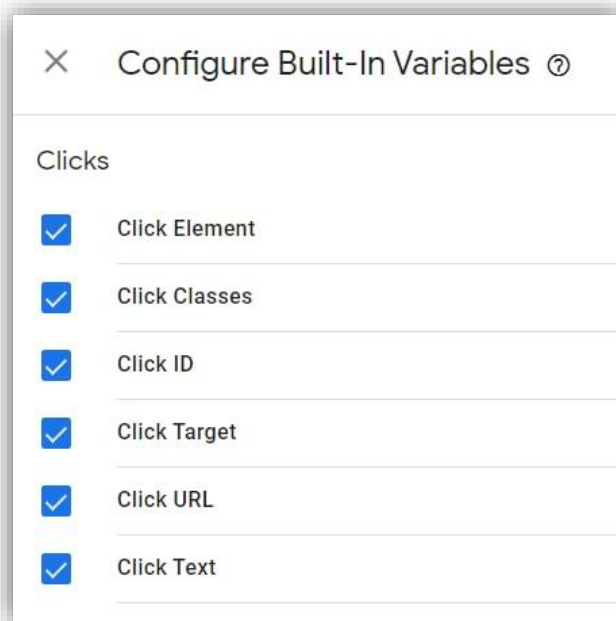 Configure Built-In Variables
Clicks
Click Element
Click Classes
Click ID
Click Target
Click URL
Click Text